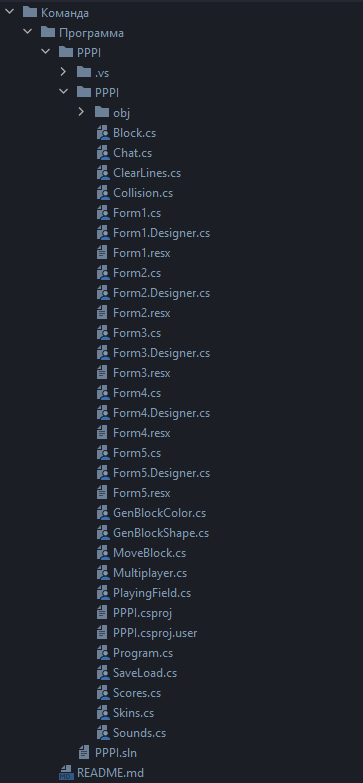 Команда
Программа
PPPI
.vs
PPPI
obj
Block.cs
Chat.cs
ClearLines.cs
Collision.cs
Form1.cs
Form1.Designer.cs
Form1.resx
Form2.cs
Form2.Designer.cs
Form2.resx
Form3.cs
Form3.Designer.cs
Form3.resx
Form4.cs
Form4.Designer.cs
Form4.resx
Form5.cs
Form5.Designer.cs
Form5.resx
GenBlockColor.cs
GenBlockShape.cs
MoveBlock.cs
Multiplayer.cs
PlayingField.cs
PPPI.csproj
PPPI.csproj.user
Program.cs
SaveLoad.cs
Scores.cs
Skins.cs
Sounds.cs
PPPI.sln
README.md